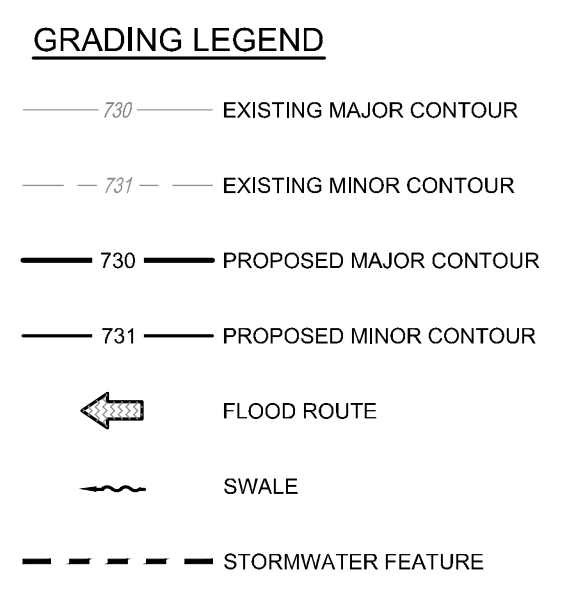 GRADING LEGEND
730 EXISTING MAJOR CONTOUR
731 EXISTING MINOR CONTOUR
730 PROPOSED MAJOR CONTOUR
731 PROPOSED MINOR CONTOUR
FLOOD ROUTE
SWALE
STORMWATER FEATURE